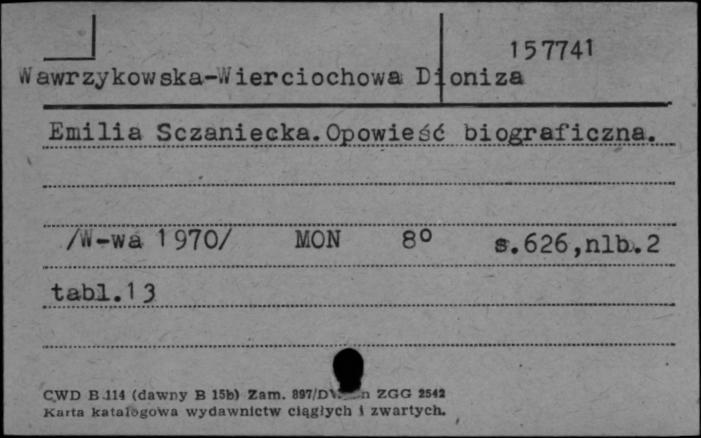 157741
Wawrzykowska-Wierciochowa Dioniza
Emilia Sczaniecka. Opowieść biograficzna.
/W-wa 1970/ MON 8º s.626,nlb.2
tabl.13
CWD B 114 (dawny B 15b) Zam. 897/ ZGG 2542
Karta katalogowa wydawnictw ciągłych i zwartych.